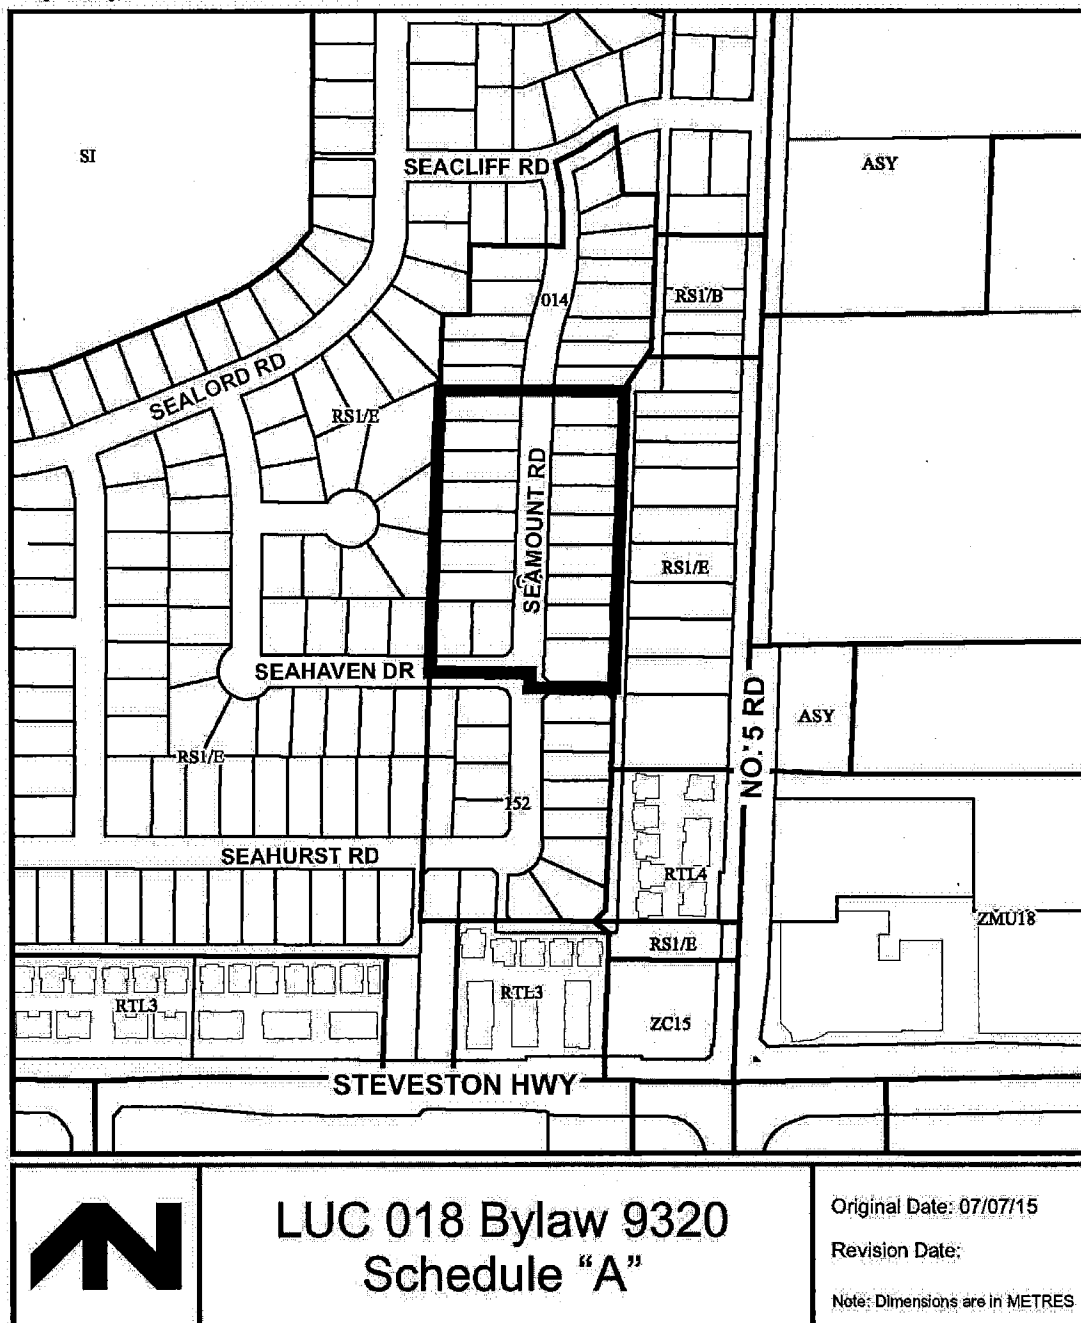 SI
SEACLIFF RD
ASY
014
RS1/B
SEALORD RD
RS1/E
SEAMOUNT RD
RS1/E
SEAHAVEN DR
NO. 5 RD
ASY
RS1/E
152
SEAHURST RD
RTL4
ZMU18
RS1/E
RTL3
RTL3
ZC15
STEVESTON HWY
LUC 018 Bylaw 9320
Schedule "A"
Original Date: 07/07/15
Revision Date:
Note: Dimensions are in METRES